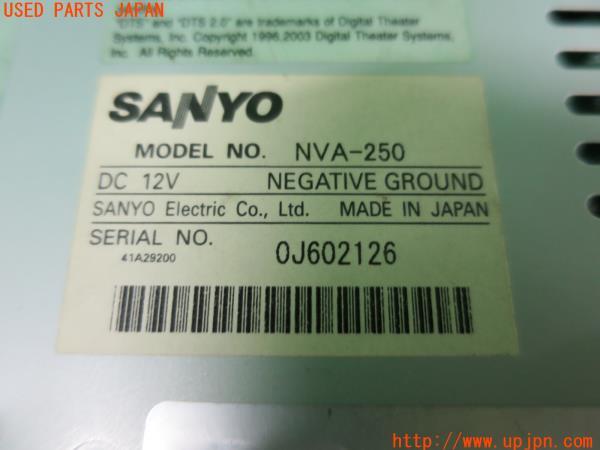 USED PARTS JAPAN
"DTS" and "DTS 2.0" are trademarks of Digital Theater
Systems, Inc. Copyright 1996,2003 Digital Theater Systems,
Inc. All Rights Reserved.
SANYO
MODEL NO. NVA-250
DC 12V NEGATIVE GROUND
SANYO Electric Co., Ltd. MADE IN JAPAN
SERIAL NO. 0J602126
41A29200
http://www.upjpn.com